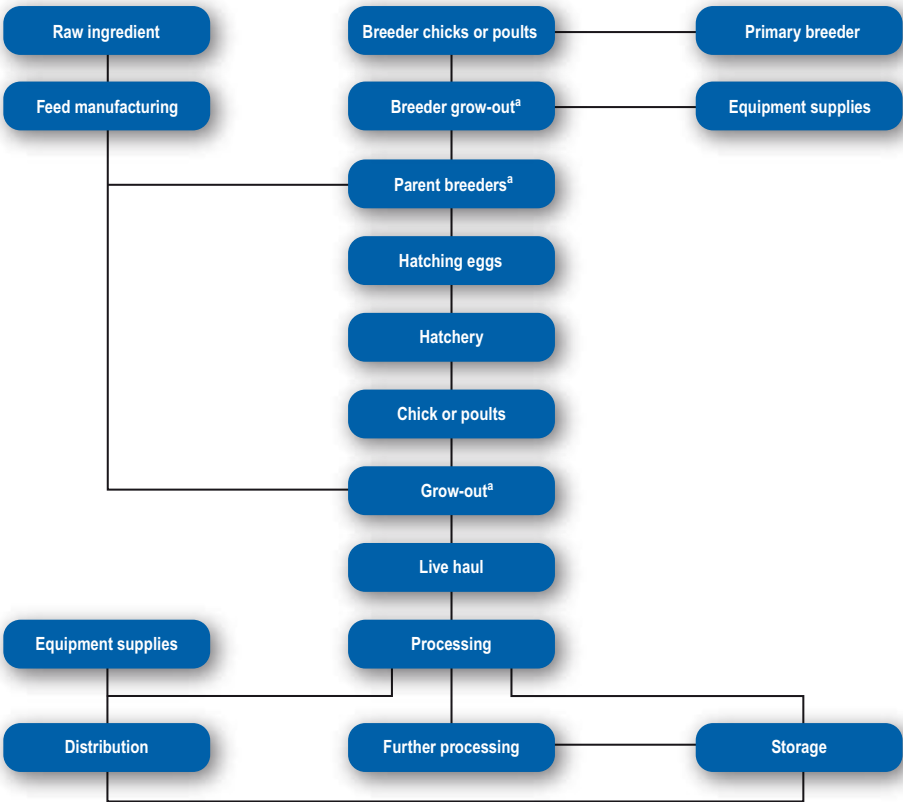 Raw ingredient
Breeder chicks or poults
Primary breeder
Feed manufacturing
Breeder grow-outᵃ
Equipment supplies
Parent breedersᵃ
Hatching eggs
Hatchery
Chick or poults
Grow-outᵃ
Live haul
Equipment supplies
Processing
Distribution
Further processing
Storage